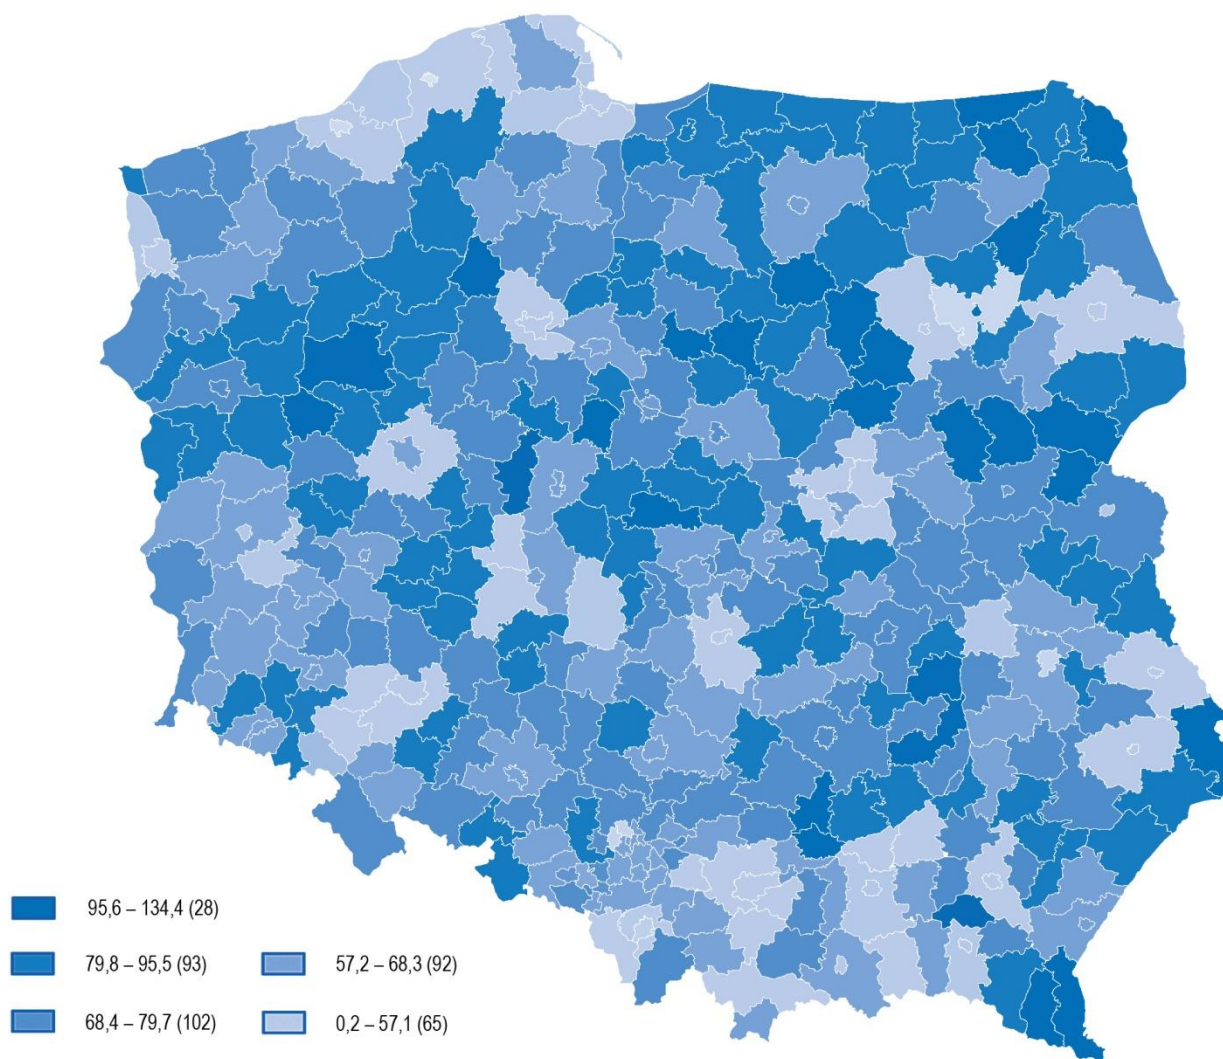 95,6 – 134,4 (28)
79,8 – 95,5 (93)
68,4 – 79,7 (102)
57,2 – 68,3 (92)
0,2 – 57,1 (65)